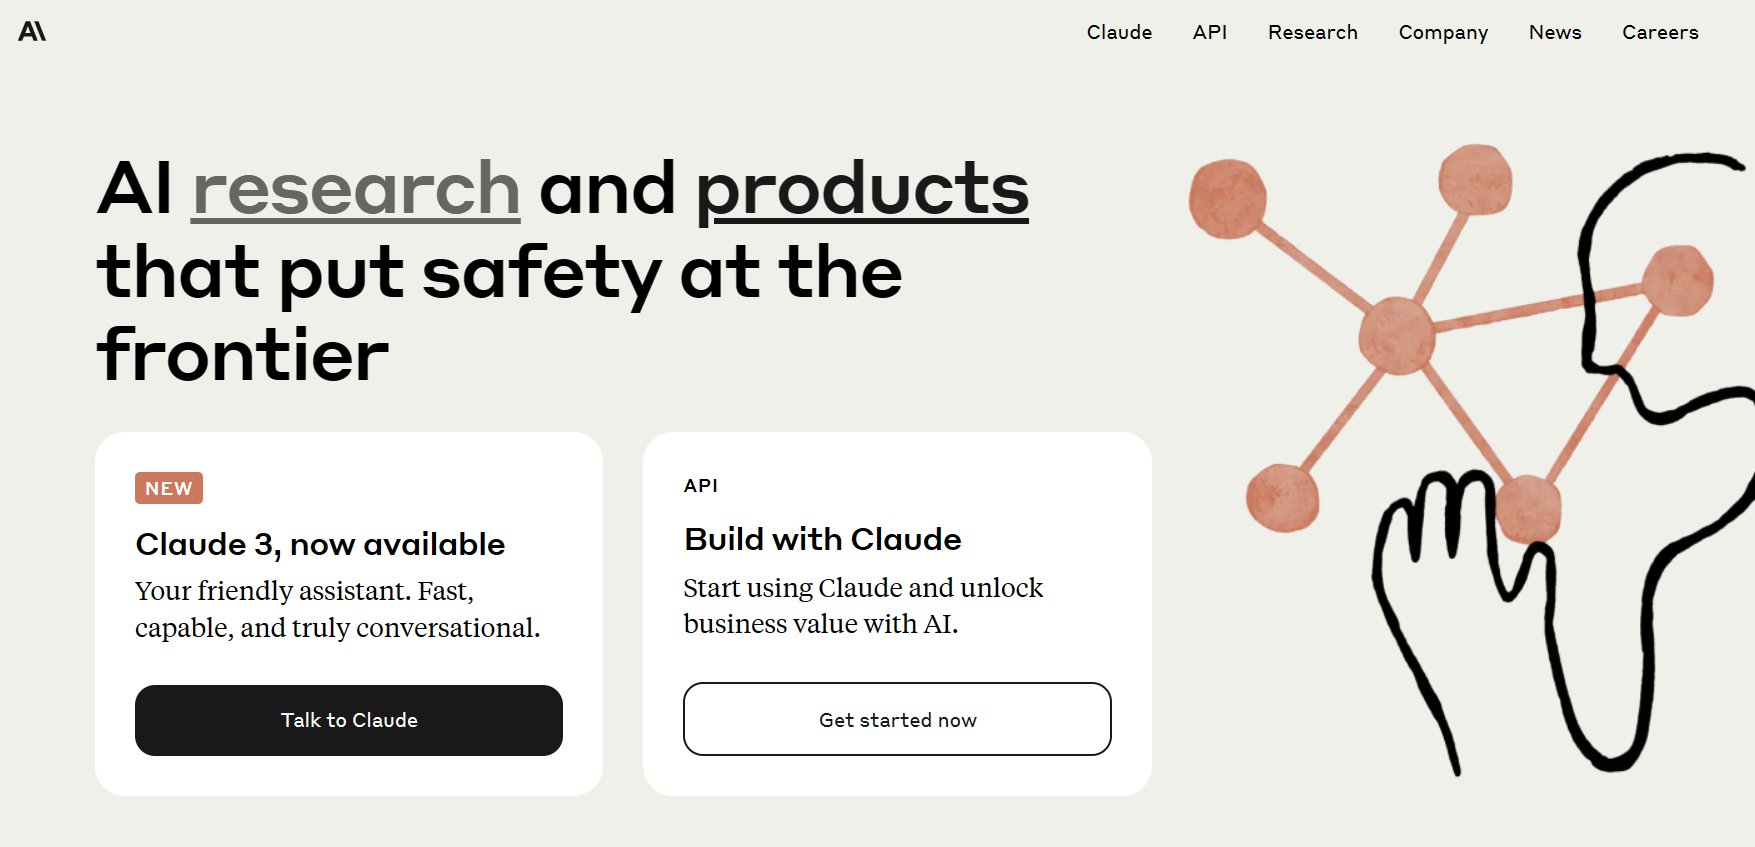 AI
Claude API Research Company News Careers
AI research and products
that put safety at the
frontier
NEW
Claude 3, now available
Your friendly assistant. Fast,
capable, and truly conversational.
Talk to Claude
API
Build with Claude
Start using Claude and unlock
business value with AI.
Get started now